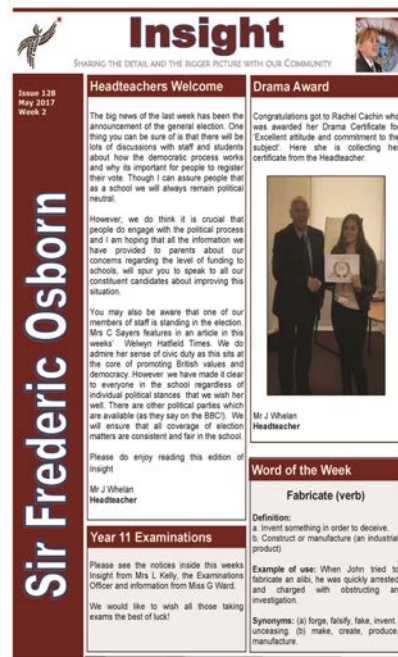 Insight
SHARING THE DETAIL AND THE BIGGER PICTURE WITH OUR COMMUNITY
Issue 128
May 2017
Week 2
Sir Frederic Osborn
Headteachers Welcome
The big news of the last week has been the
announcement of the general election. One
thing you can be sure of is that there will be
lots of discussions with staff and students
about how the democratic process works
and why its important for people to register
their vote. Though I can assure people that
as a school we will always remain political
neutral.
However, we do think it is crucial that
people do engage with the political process
and I am hoping that all the information we
have provided to parents about our
concerns regarding the level of funding to
schools, will spur you to speak to all our
constituent candidates about improving this
situation.
You may also be aware that one of our
members of staff is standing in the election.
Mrs C Sayers features in an article in this
weeks' Welwyn Hatfield Times. We do
admire her sense of civic duty as this sits at
the core of promoting British values and
democracy. However we have made it clear
to everyone in the school regardless of
individual political stances that we wish her
well. There are other political parties which
are available (as they say on the BBC!). We
will ensure that all coverage of election
matters are consistent and fair in the school.
Please do enjoy reading this edition of
Insight
Mr J Whelan
Headteacher
Year 11 Examinations
Please see the notices inside this weeks
Insight from Mrs L Kelly, the Examinations
Officer and information from Miss G Ward.
We would like to wish all those taking
exams the best of luck!
Drama Award
Congratulations got to Rachel Cachin who
was awarded her Drama Certificate for
'Excellent attitude and commitment to the
subject'. Here she is collecting her
certificate from the Headteacher.
Mr J Whelan
Headteacher
Word of the Week
Fabricate (verb)
Definition:
a. Invent something in order to deceive.
b. Construct or manufacture (an industrial
product)
Example of use: When John tried to
fabricate an alibi, he was quickly arrested
and charged with obstructing an
investigation.
Synonyms: (a) forge, falsify, fake, invent.
unceasing. (b) make, create, produce,
manufacture.